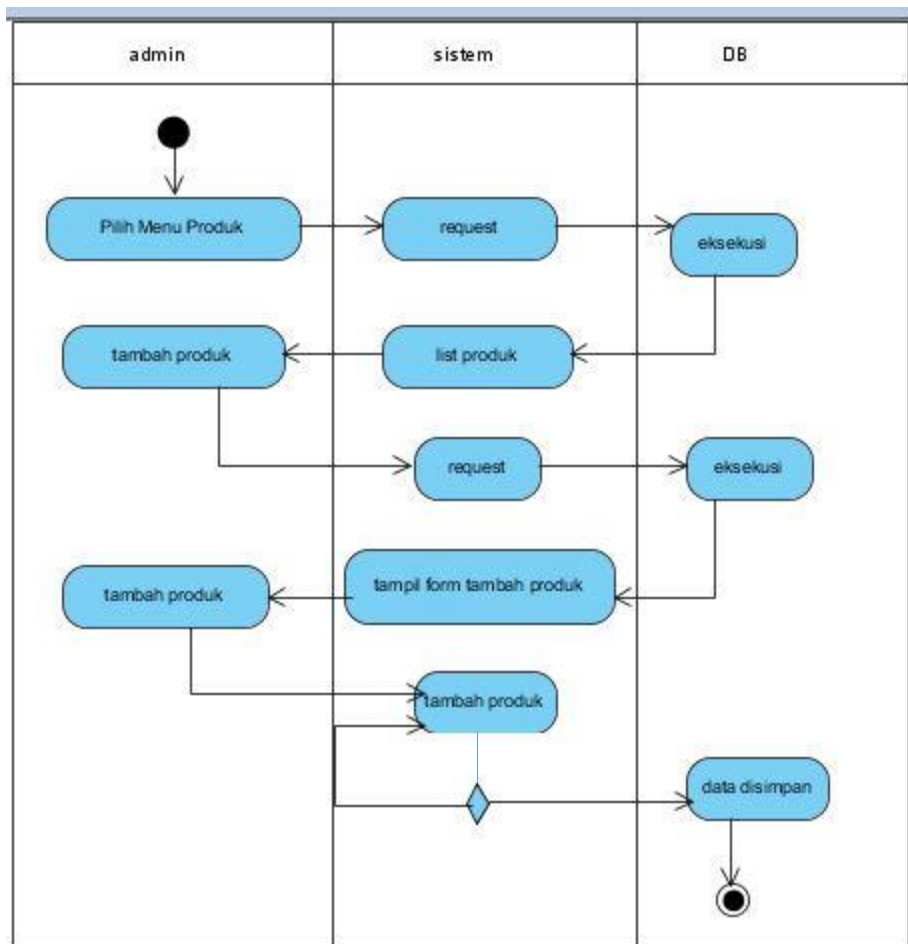 admin
sistem
DB
Pilih Menu Produk
request
eksekusi
tambah produk
list produk
request
eksekusi
tambah produk
tampil form tambah produk
tambah produk
data disimpan